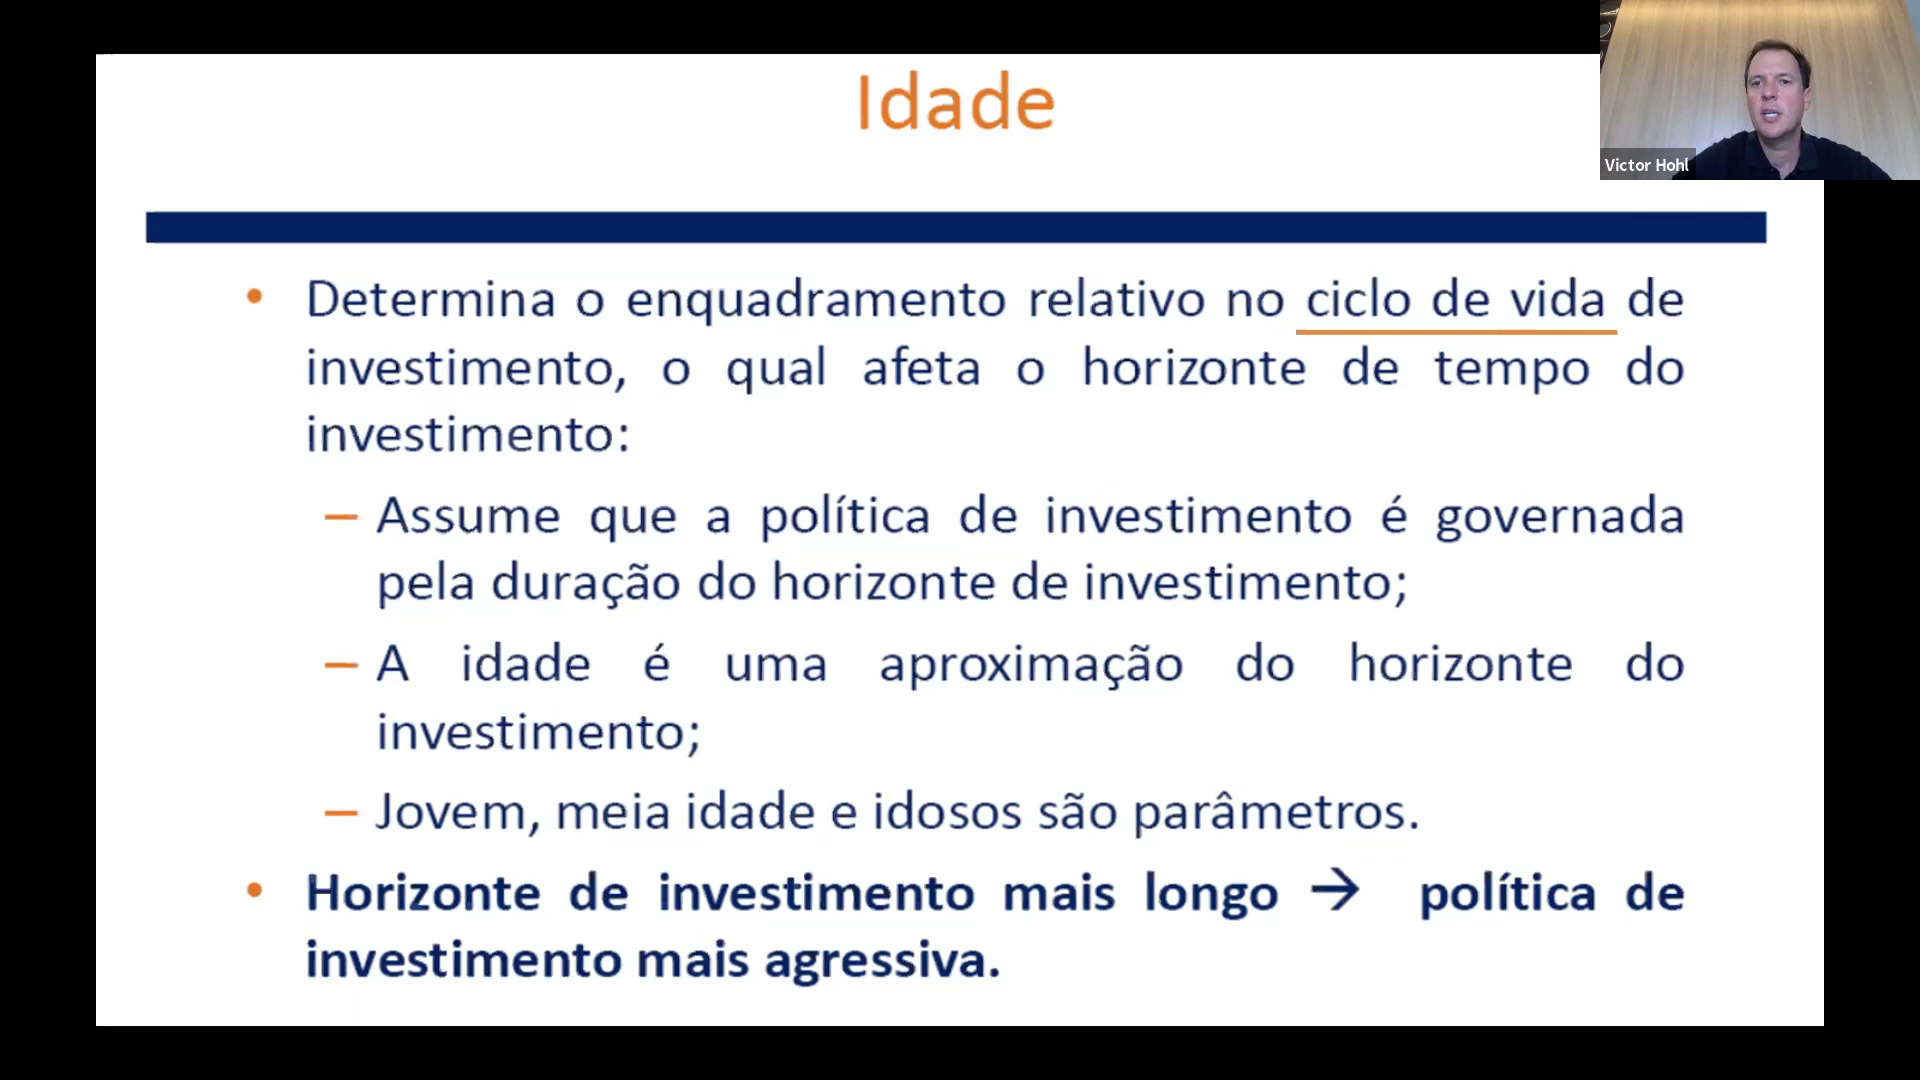 Idade
Victor Hohl
• Determina o enquadramento relativo no ciclo de vida de
investimento, o qual afeta o horizonte de tempo do
investimento:
– Assume que a política de investimento é governada
pela duração do horizonte de investimento;
– A idade é uma aproximação do horizonte do
investimento;
– Jovem, meia idade e idosos são parâmetros.
• Horizonte de investimento mais longo → política de
investimento mais agressiva.